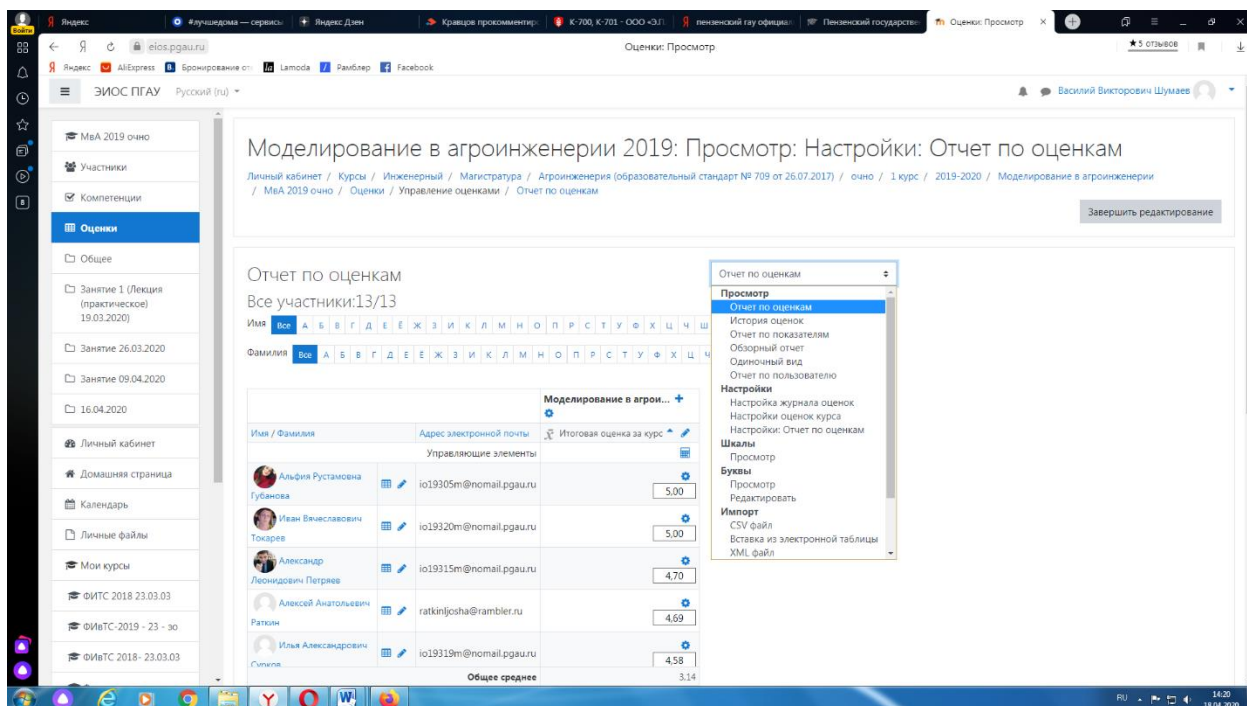 Войти
Яндекс
#лучшедома — сервисы
Яндекс Дзен
Кравцов прокомментир
К-700, К-701 - ООО «ЭЛ
пензенский гау официал
Пензенский государстве
Оценки: Просмотр
eios.pgau.ru
Оценки: Просмотр
5 отзывов
Яндекс
AliExpress
Бронирование от
Lamoda
Рамблер
Facebook
ЭИОС ПГАУ
Русский (ru)
Василий Викторович Шумаев
МвА 2019 очно
Участники
Компетенции
Оценки
Общее
Занятие 1 (Лекция
(практическое)
19.03.2020)
Занятие 26.03.2020
Занятие 09.04.2020
16.04.2020
Личный кабинет
Домашняя страница
Календарь
Личные файлы
Мои курсы
ФИТС 2018 23.03.03
ФИвТС-2019 - 23 - зо
ФИвТС 2018- 23.03.03
Моделирование в агроинженерии 2019: Просмотр: Настройки: Отчет по оценкам
Личный кабинет / Курсы / Инженерный / Магистратура / Агроинженерия (образовательный стандарт № 709 от 26.07.2017) / очно / 1 курс / 2019-2020 / Моделирование в агроинженерии
/ МвА 2019 очно / Оценки / Управление оценками / Отчет по оценкам
Завершить редактирование
Отчет по оценкам
Все участники:13/13
Имя Все А Б В Г Д Е Ё Ж З И К Л М Н О П Р С Т У Ф Х Ц Ч Ш
Фамилия Все А Б В Г Д Е Ё Ж З И К Л М Н О П Р С Т У Ф Х Ц Ч
Моделирование в агрои...
Имя / Фамилия Адрес электронной почты Итоговая оценка за курс
Управляющие элементы
Альфия Рустамовна
Губанова
io19305m@nomail.pgau.ru
5,00
Иван Вячеславович
Токарев
io19320m@nomail.pgau.ru
5,00
Александр
Леонидович Петряев
io19315m@nomail.pgau.ru
4,70
Алексей Анатольевич
Раткин
ratkinljosha@rambler.ru
4,69
Илья Александрович
Сурков
io19319m@nomail.pgau.ru
4,58
Общее среднее 3,14
Отчет по оценкам
Просмотр
Отчет по оценкам
История оценок
Отчет по показателям
Обзорный отчет
Одиночный вид
Отчет по пользователю
Настройки
Настройка журнала оценок
Настройки оценок курса
Настройки: Отчет по оценкам
Шкалы
Просмотр
Буквы
Просмотр
Редактировать
Импорт
CSV файл
Вставка из электронной таблицы
XML файл
RU
14:20
18.04.2020